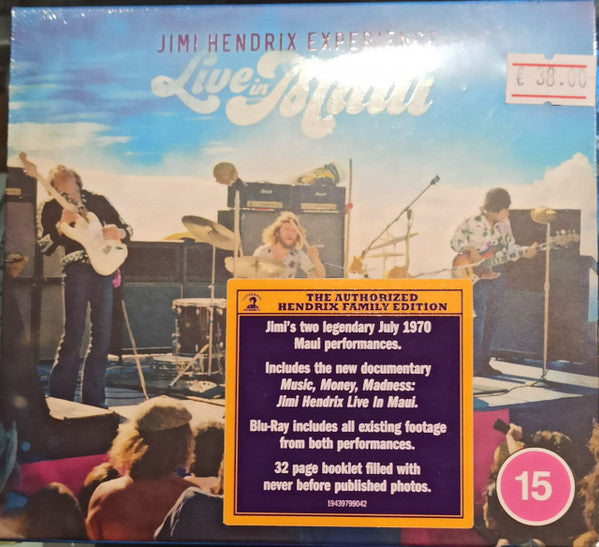 JIMI HENDRIX EXPERIENCE
Live in Maui
€ 38.00
THE AUTHORIZED
HENDRIX FAMILY EDITION
Jimi's two legendary July 1970
Maui performances.
Includes the new documentary
Music, Money, Madness:
Jimi Hendrix Live In Maui.
Blu-Ray includes all existing footage
from both performances.
32 page booklet filled with
never before published photos.
19439799042
15